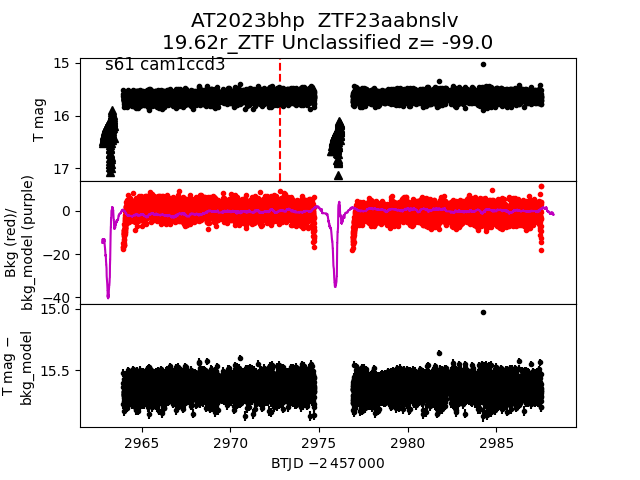 AT2023bhp  ZTF23aabnslv
19.62r_ZTF Unclassified z= -99.0
s61 cam1ccd3
15
16
17
T mag
0
−20
−40
Bkg (red)/
bkg_model (purple)
15.0
15.5
T mag −
bkg_model
2965
2970
2975
2980
2985
BTJD −2 457 000